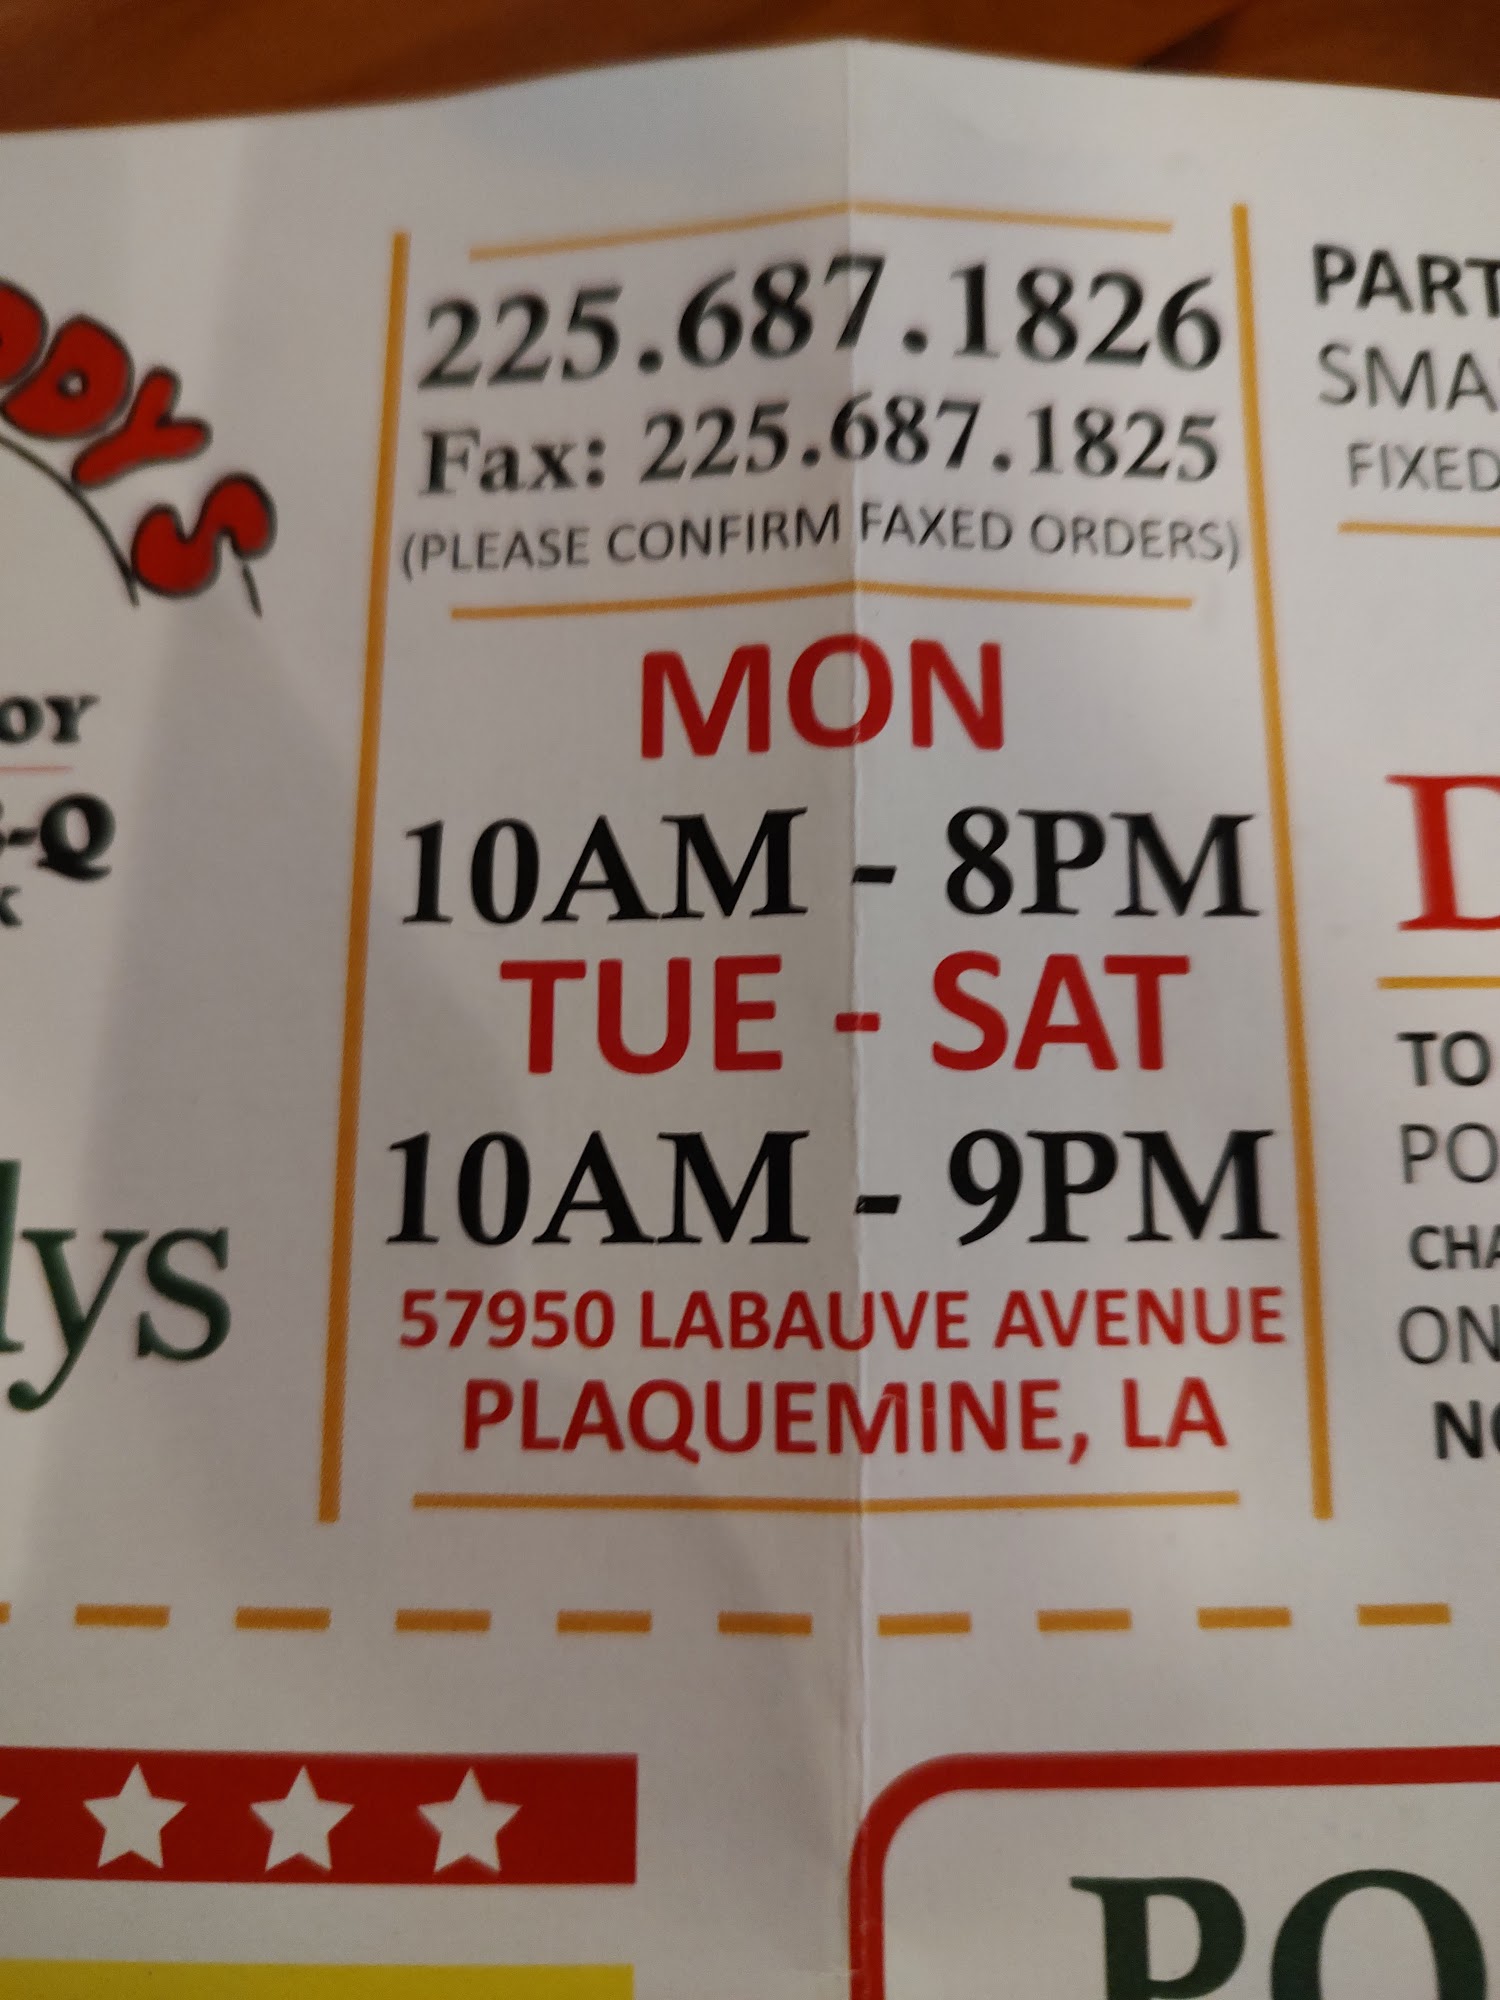 225.687.1826
Fax: 225.687.1825
(PLEASE CONFIRM FAXED ORDERS)
MON
10AM - 8PM
TUE - SAT
10AM - 9PM
57950 LABAUVE AVENUE
PLAQUEMINE, LA
TO